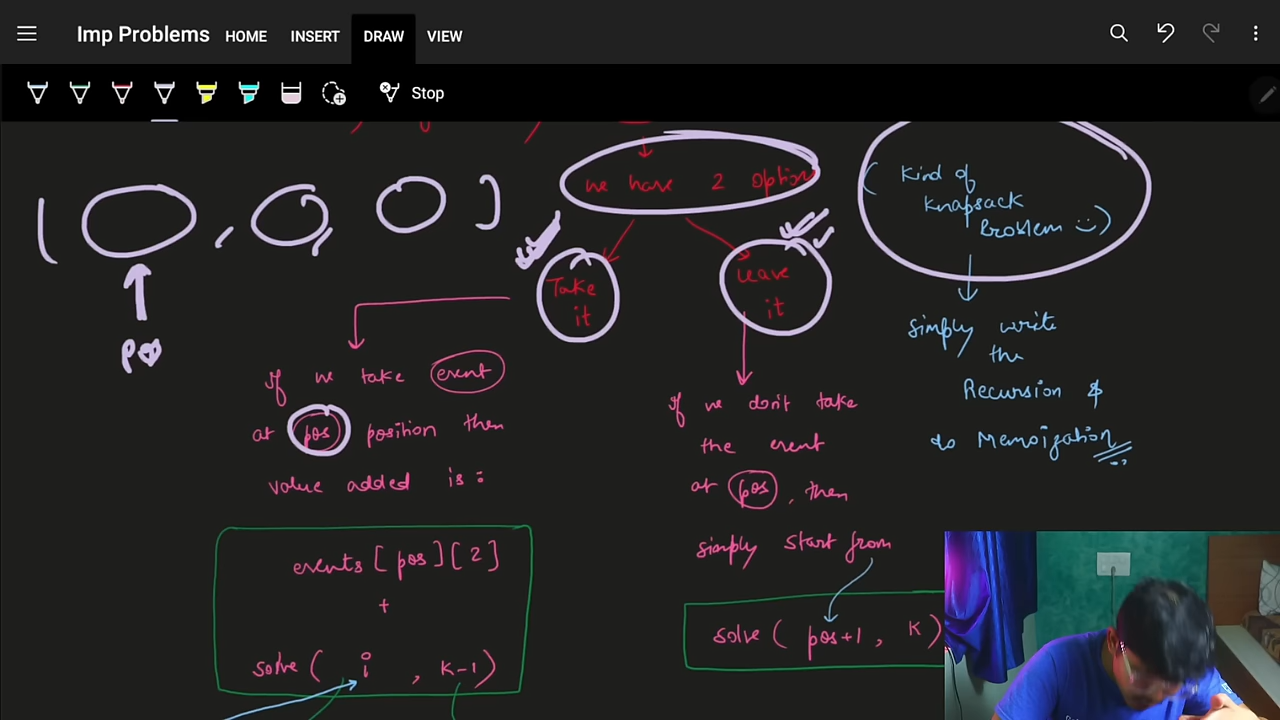 Imp Problems HOME INSERT DRAW VIEW
Stop
we have 2 option
Take
it
Leave
it
(Kind of
Knapsack
Problem :))
simply write
the
Recursion &
do Memoization
[ , , ]
pos
if we take event
at pos position then
value added is :
events [ pos ] [ 2 ]
+
solve ( i , k-1 )
if we don't take
the event
at pos , then
simply start from
solve ( pos+1 , K )